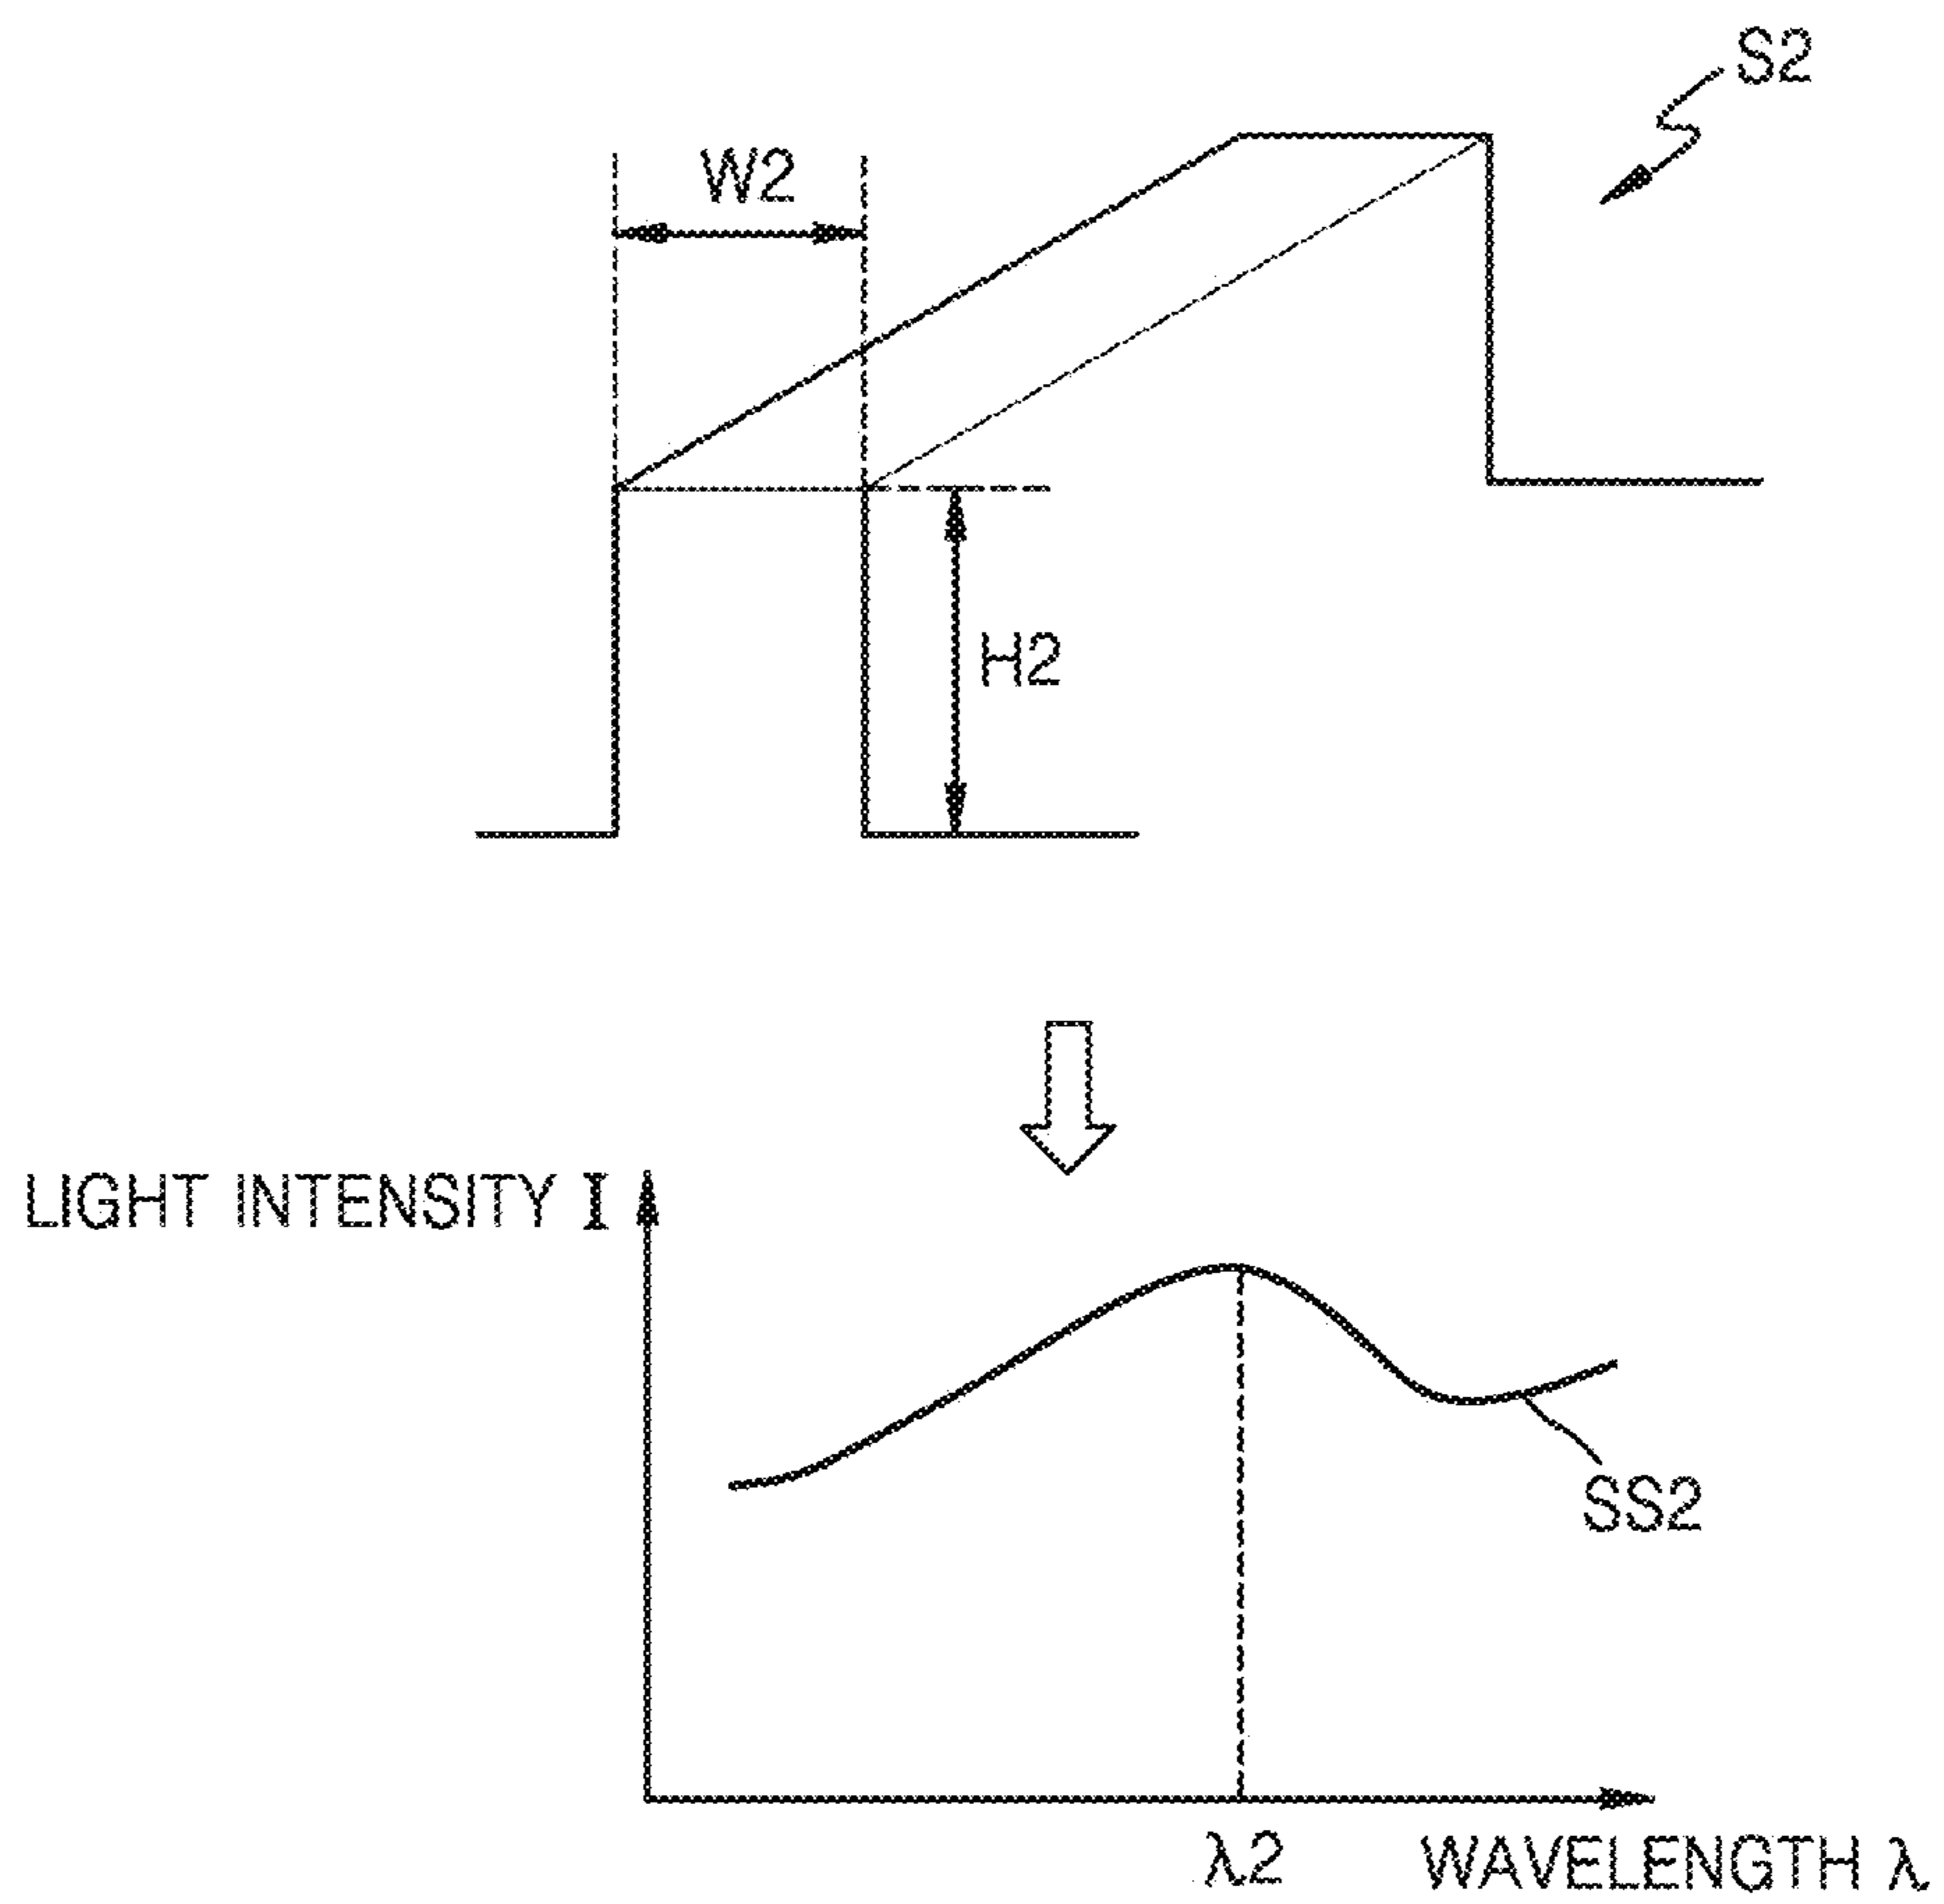 S2
W2
H2
LIGHT INTENSITY I
SS2
λ2
WAVELENGTH λ